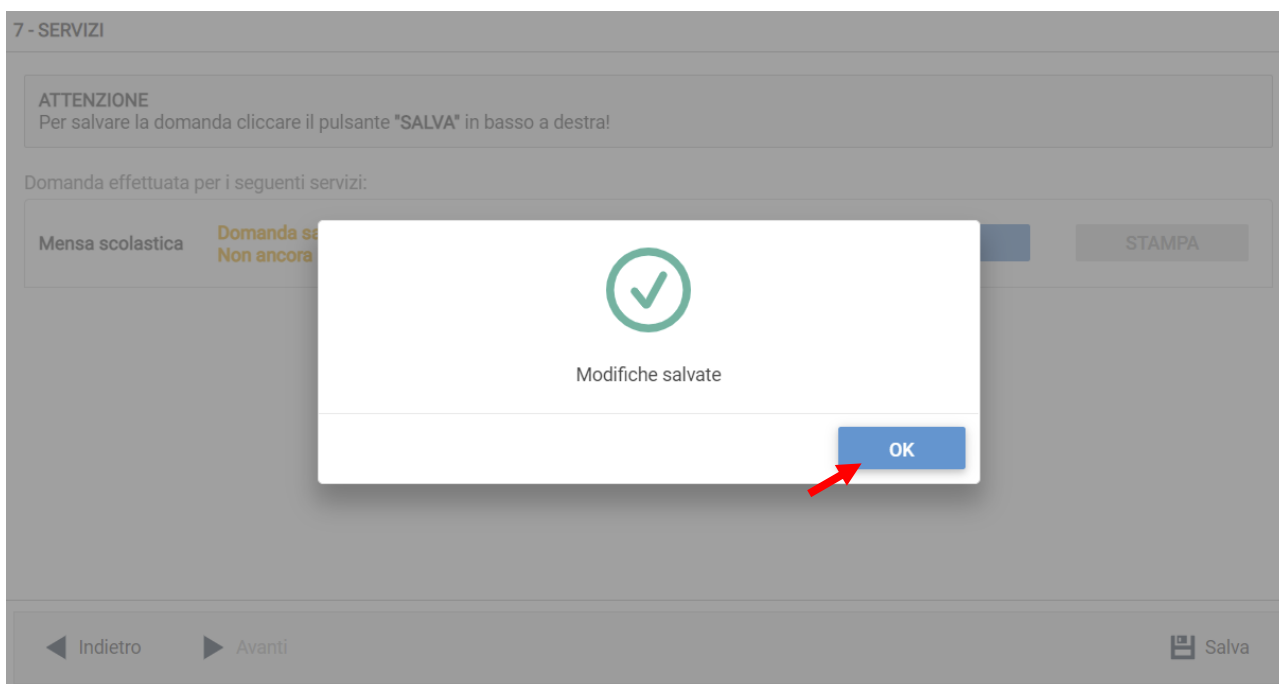 7 - SERVIZI
ATTENZIONE
Per salvare la domanda cliccare il pulsante "SALVA" in basso a destra!
Domanda effettuata per i seguenti servizi:
Mensa scolastica
Domanda
Non ancora
STAMPA
Modifiche salvate
OK
Indietro
Avanti
Salva